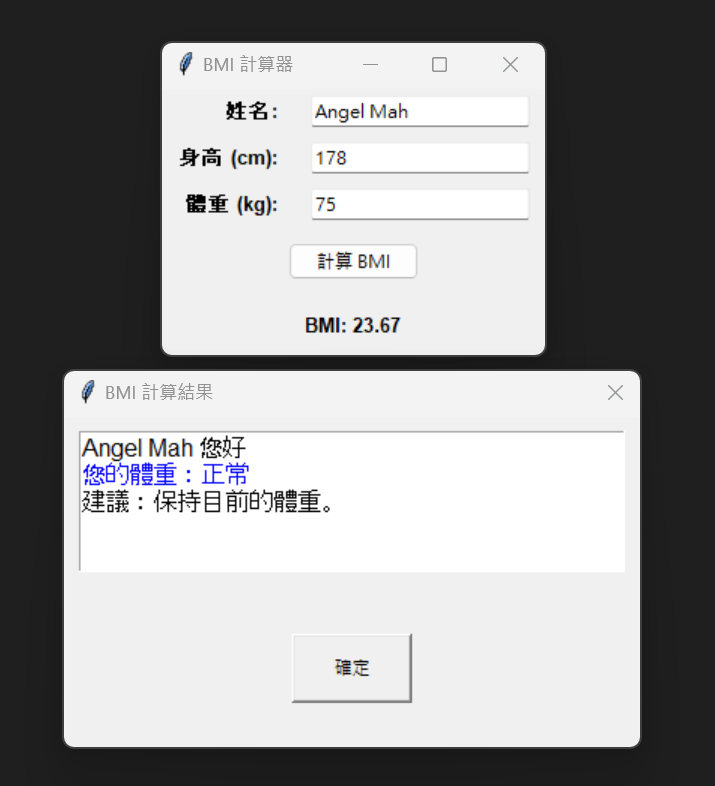 BMI 計算器
姓名: Angel Mah
身高 (cm): 178
體重 (kg): 75
計算 BMI
BMI: 23.67
BMI 計算結果
Angel Mah 您好
您的體重：正常
建議：保持目前的體重。
確定